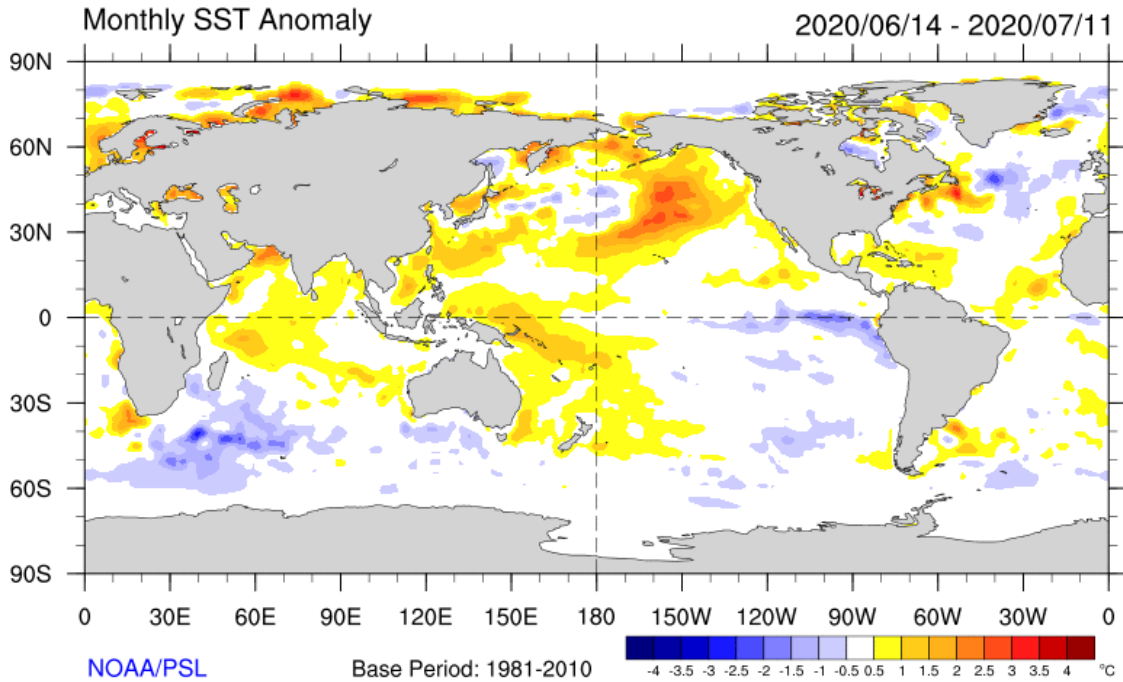 Monthly SST Anomaly 2020/06/14 - 2020/07/11
90N
60N
30N
0
30S
60S
90S
0 30E 60E 90E 120E 150E 180 150W 120W 90W 60W 30W 0
NOAA/PSL Base Period: 1981-2010
-4 -3.5 -3 -2.5 -2 -1.5 -1 -0.5 0.5 1 1.5 2 2.5 3 3.5 4 °C